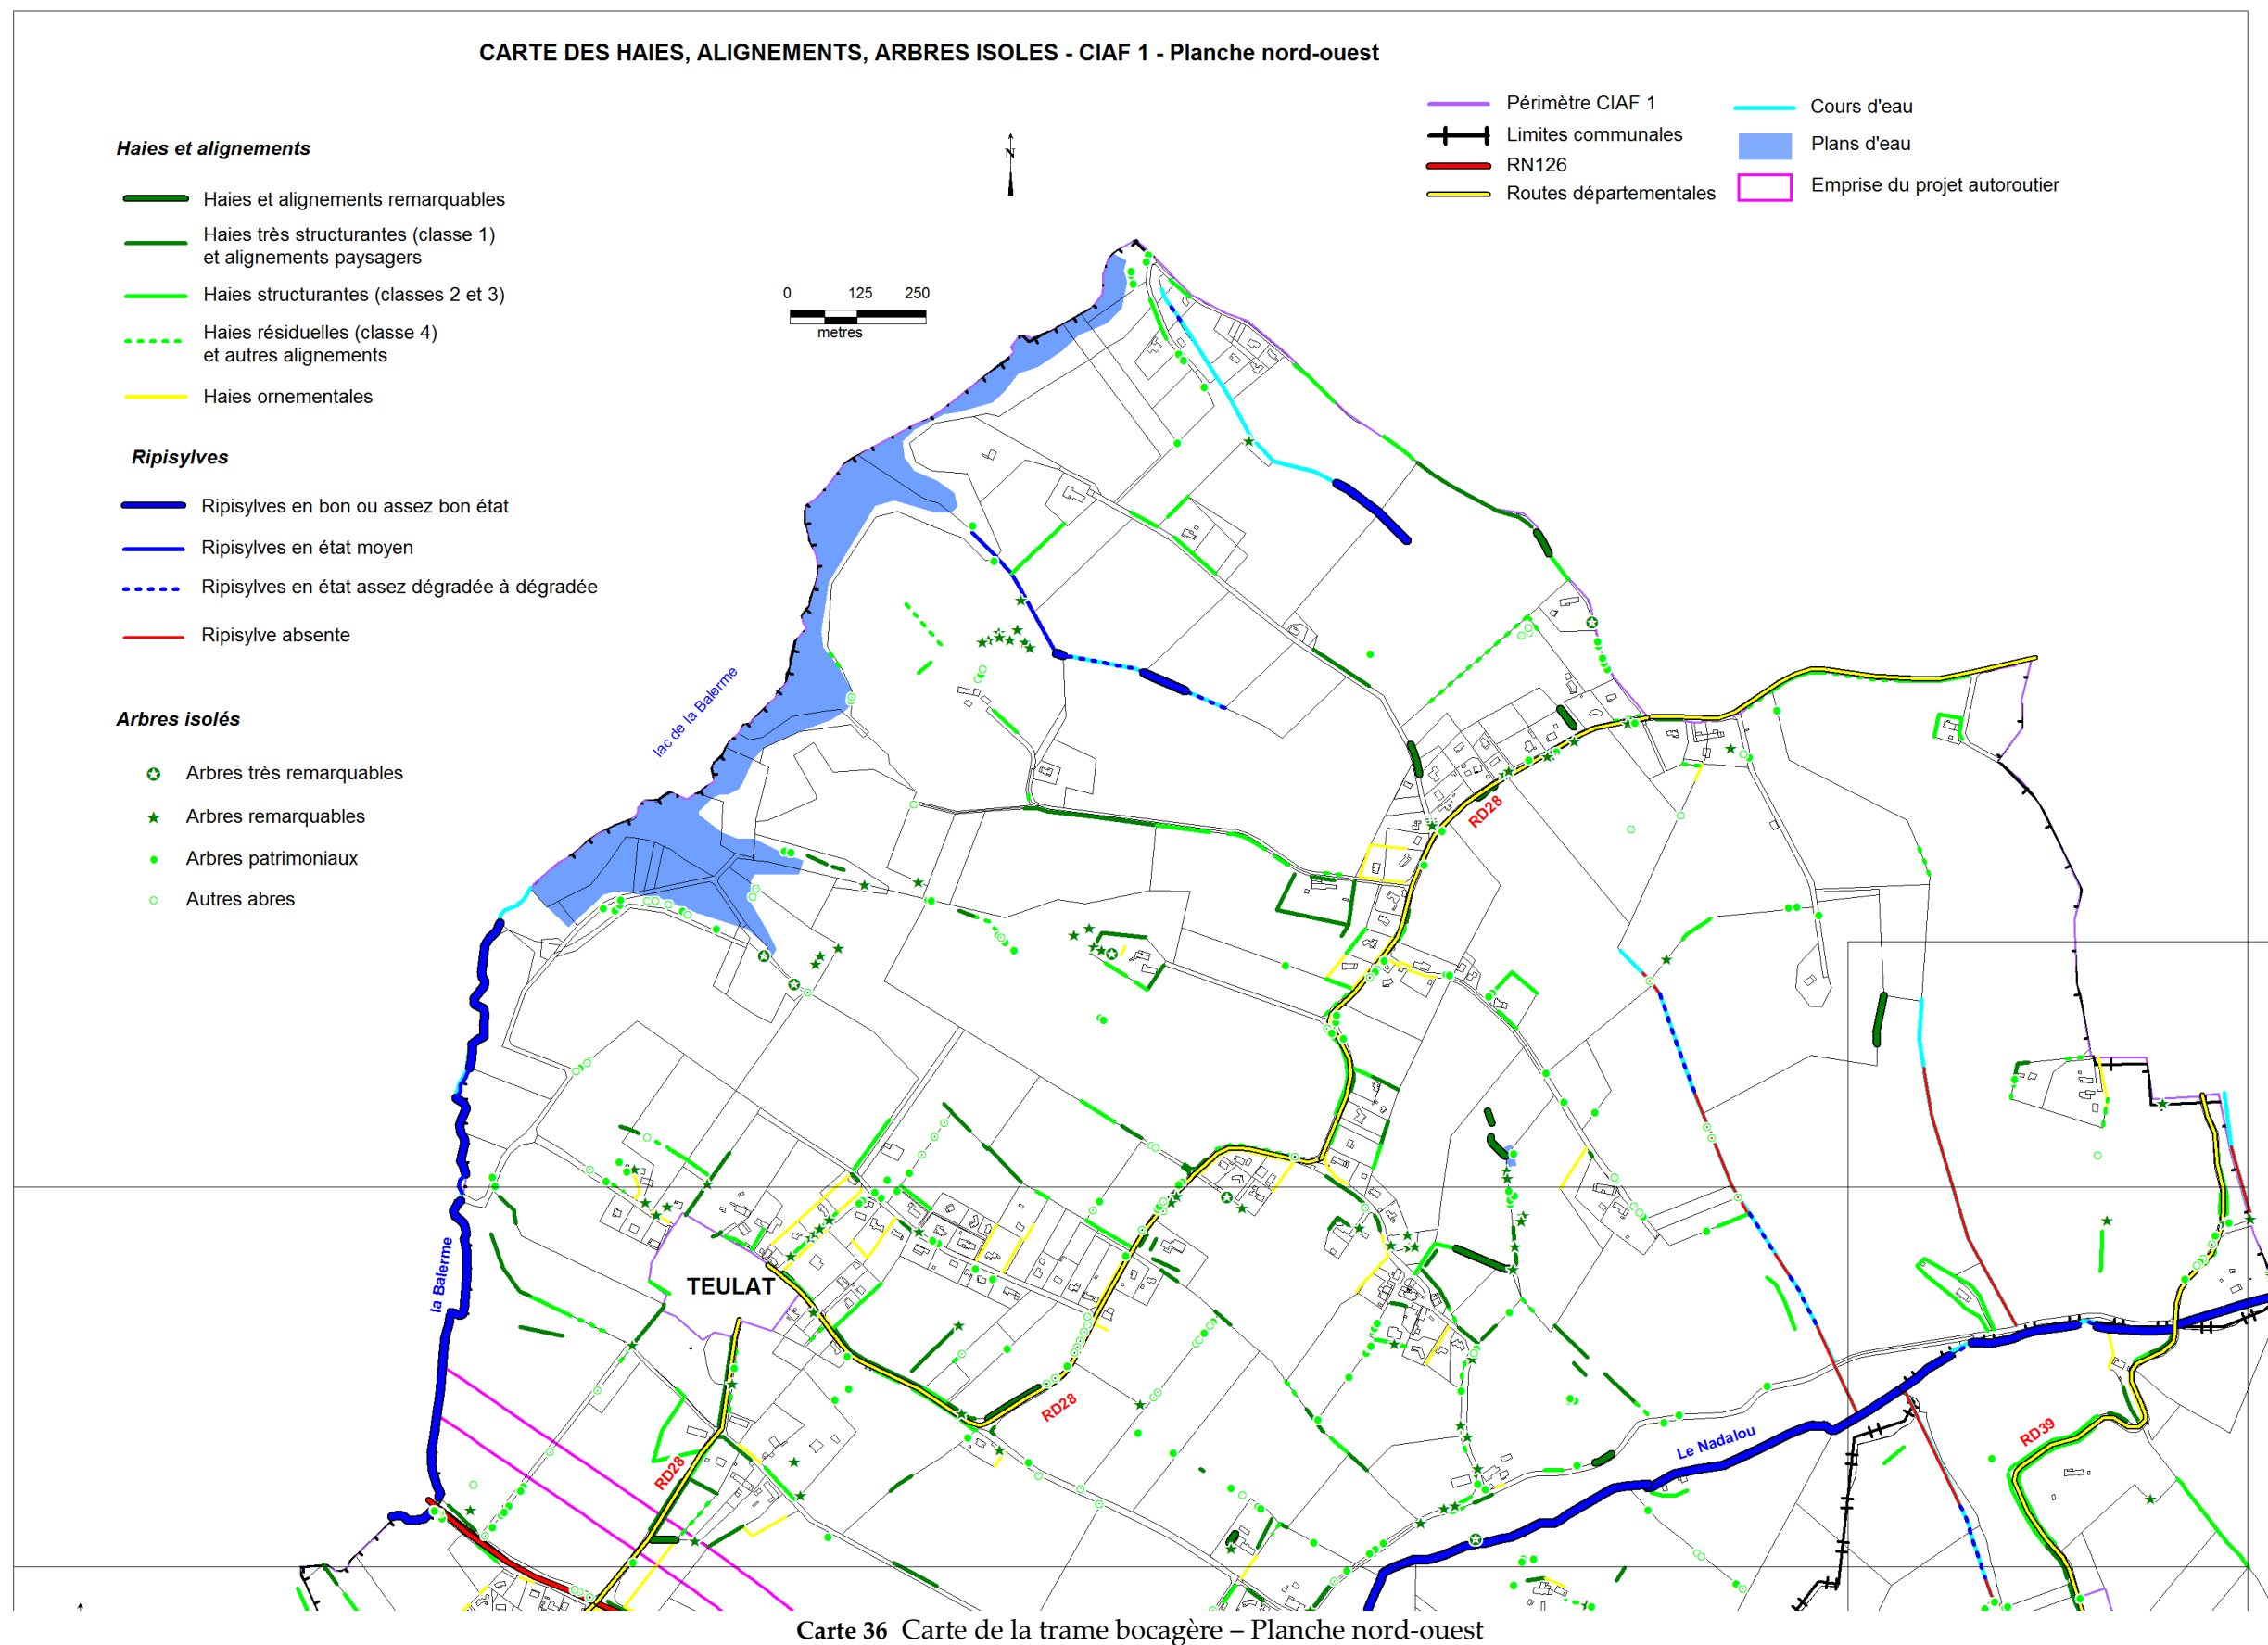 CARTE DES HAIES, ALIGNEMENTS, ARBRES ISOLES - CIAF 1 - Planche nord-ouest
Haies et alignements
Haies et alignements remarquables
Haies très structurantes (classe 1)
et alignements paysagers
Haies structurantes (classes 2 et 3)
Haies résiduelles (classe 4)
et autres alignements
Haies ornementales
Ripisylves
Ripisylves en bon ou assez bon état
Ripisylves en état moyen
Ripisylves en état assez dégradée à dégradée
Ripisylve absente
Arbres isolés
Arbres très remarquables
Arbres remarquables
Arbres patrimoniaux
Autres abres
N
0 125 250
metres
Périmètre CIAF 1
Limites communales
RN126
Routes départementales
Cours d'eau
Plans d'eau
Emprise du projet autoroutier
lac de la Balerme
RD28
la Balerme
TEULAT
RD28
RD28
Le Nadalou
RD39
Carte 36 Carte de la trame bocagère – Planche nord-ouest